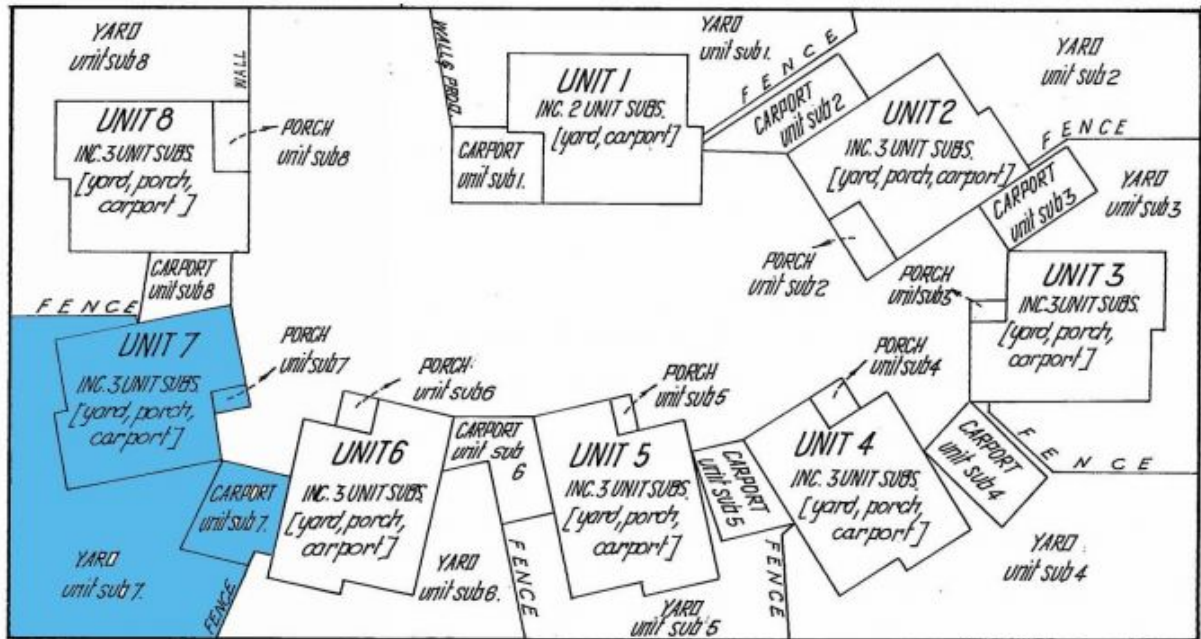 YARD
unit sub 8
WALL
UNIT 8
INC. 3 UNIT SUBS.
[yard, porch,
carport]
PORCH
unit sub 8
CARPORT
unit sub 8
FENCE
WALLS PROD.
UNIT 1
INC. 2 UNIT SUBS.
[yard, carport]
CARPORT
unit sub 1.
YARD
unit sub 1.
FENCE
CARPORT
unit sub 2
UNIT 2
INC. 3 UNIT SUBS.
[yard, porch, carport]
YARD
unit sub 2
PORCH
unit sub 2
FENCE
CARPORT
unit sub 3
YARD
unit sub 3
PORCH
unit sub 3
UNIT 3
INC. 3 UNIT SUBS.
[yard, porch,
carport]
UNIT 7
INC. 3 UNIT SUBS.
[yard, porch,
carport]
PORCH
unit sub 7
CARPORT
unit sub 7.
YARD
unit sub 7.
FENCE
PORCH
unit sub 6
UNIT 6
INC. 3 UNIT SUBS.
[yard, porch,
carport]
CARPORT
unit sub
6
YARD
unit sub 6.
FENCE
PORCH
unit sub 5
UNIT 5
INC. 3 UNIT SUBS.
[yard, porch,
carport]
CARPORT
unit sub 5
YARD
unit sub 5
FENCE
PORCH
unit sub 4
UNIT 4
INC. 3 UNIT SUBS.
[yard, porch,
carport]
CARPORT
unit sub 4
FENCE
YARD
unit sub 4